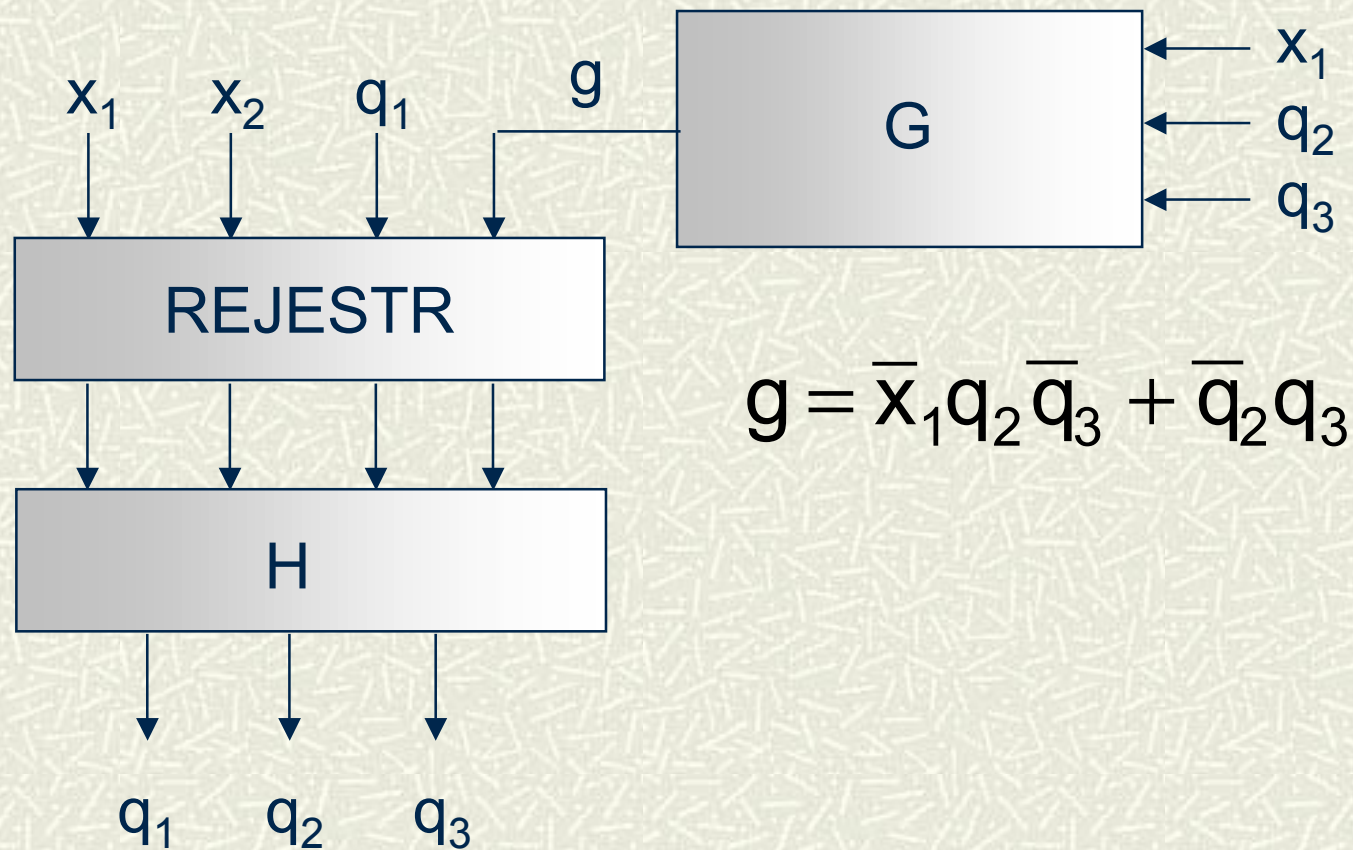 x₁ x₂ q₁ g
G
x₁
q₂
q₃
REJESTR
g = x̅₁q₂q̅₃ + q̅₂q₃
H
q₁ q₂ q₃